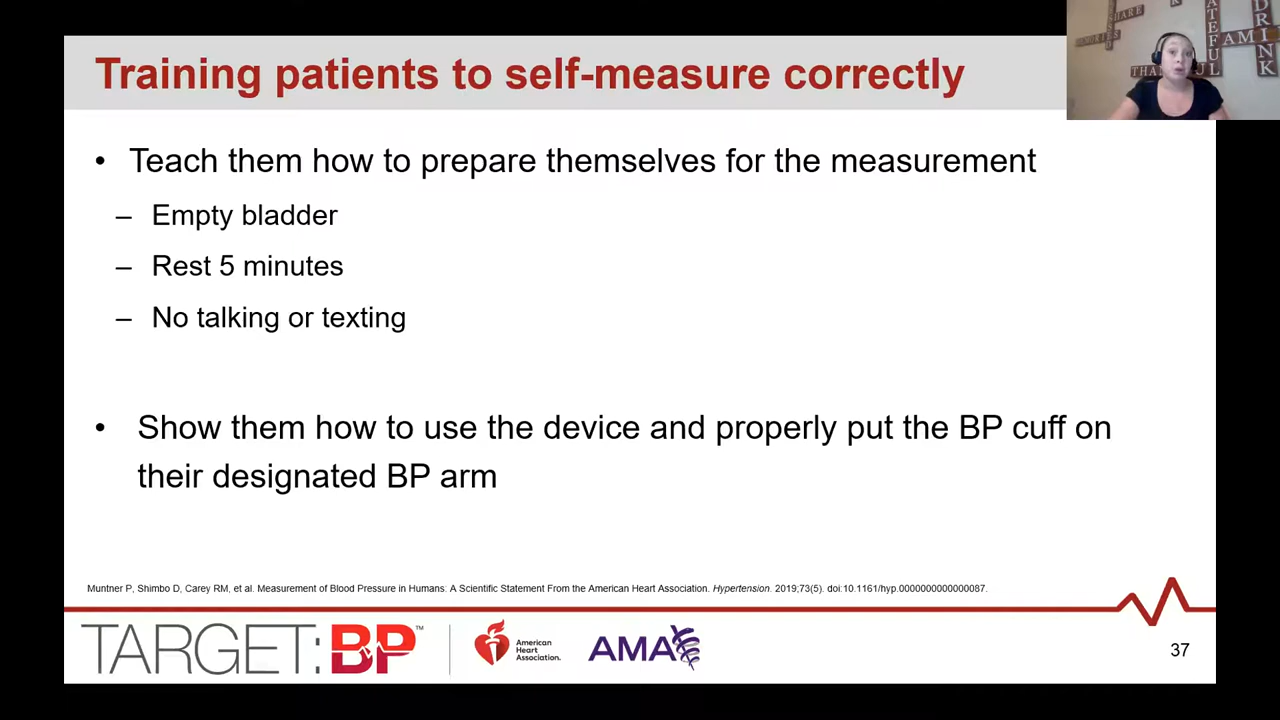 Training patients to self-measure correctly
• Teach them how to prepare themselves for the measurement
– Empty bladder
– Rest 5 minutes
– No talking or texting
• Show them how to use the device and properly put the BP cuff on
their designated BP arm
Muntner P, Shimbo D, Carey RM, et al. Measurement of Blood Pressure in Humans: A Scientific Statement From the American Heart Association. Hypertension. 2019;73(5). doi:10.1161/hyp.0000000000000087.
TARGET:BP™
American
Heart
Association.
AMA
37
SHARE
DRINK